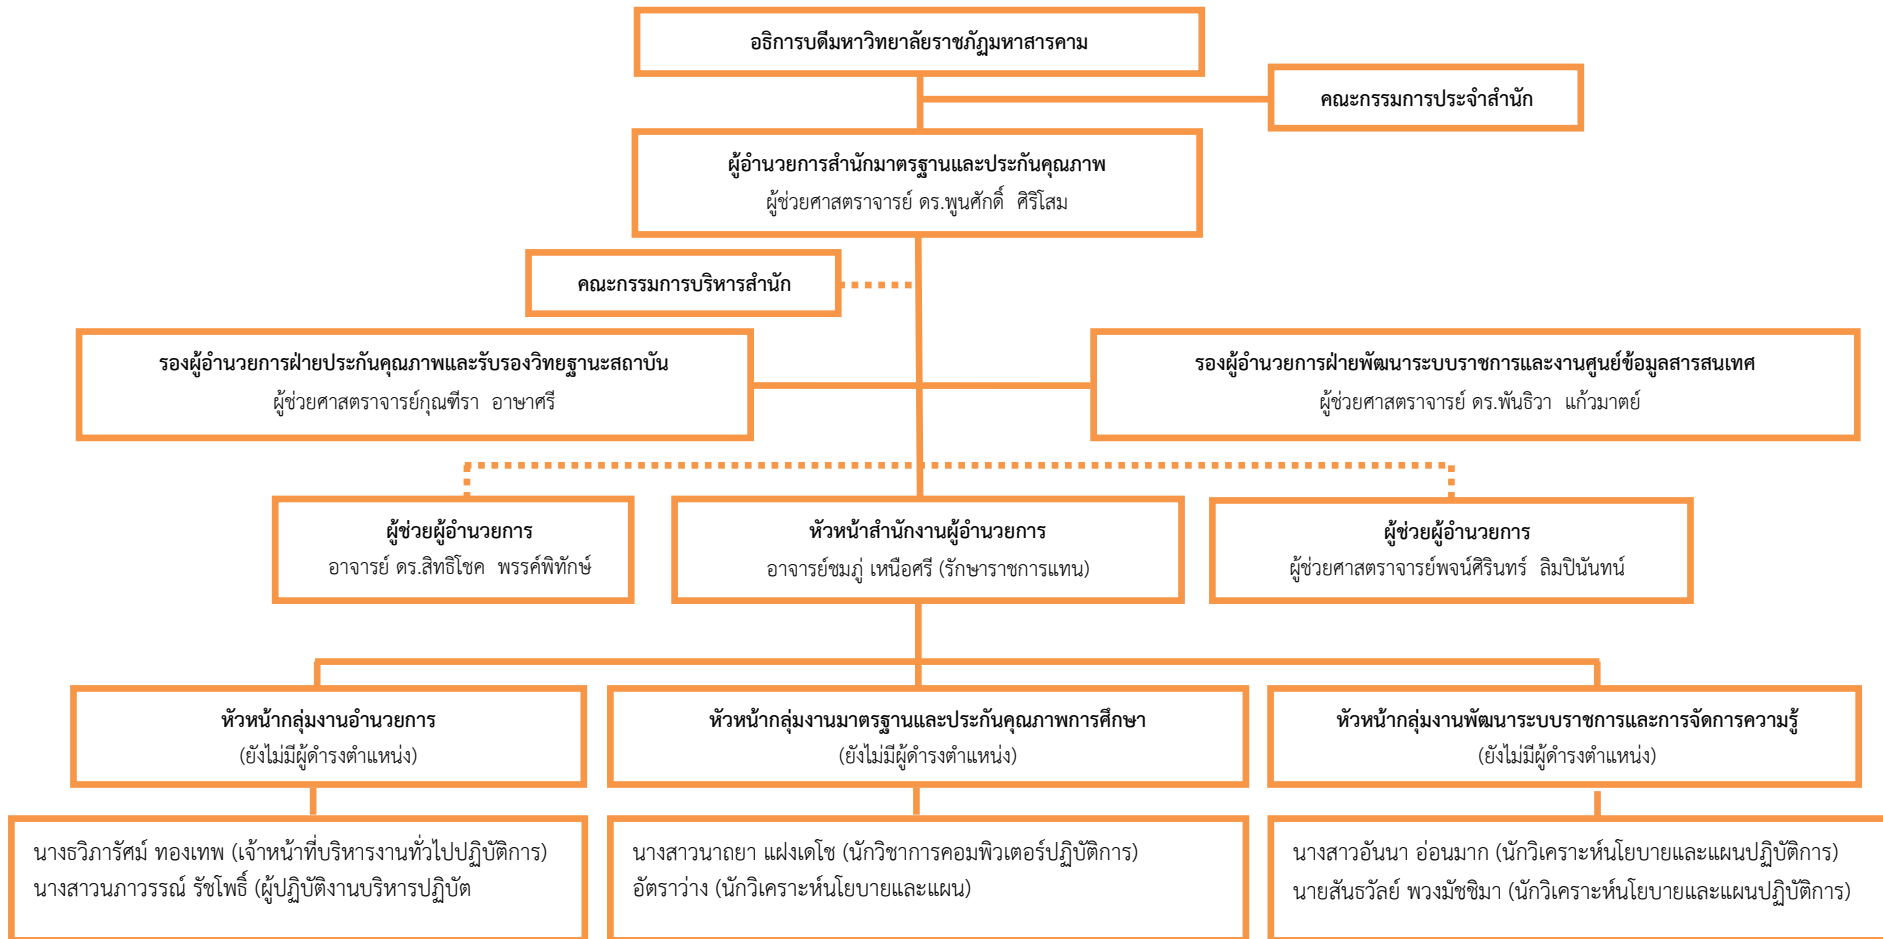 อธิการบดีมหาวิทยาลัยราชภัฏมหาสารคาม
คณะกรรมการประจำสำนัก
ผู้อำนวยการสำนักมาตรฐานและประกันคุณภาพ
ผู้ช่วยศาสตราจารย์ ดร.พูนศักดิ์ ศิริโสม
คณะกรรมการบริหารสำนัก
รองผู้อำนวยการฝ่ายประกันคุณภาพและรับรองวิทยฐานะสถาบัน
ผู้ช่วยศาสตราจารย์กุณฑีรา อาษาศรี
รองผู้อำนวยการฝ่ายพัฒนาระบบราชการและงานศูนย์ข้อมูลสารสนเทศ
ผู้ช่วยศาสตราจารย์ ดร.พันธิวา แก้วมาตย์
ผู้ช่วยผู้อำนวยการ
อาจารย์ ดร.สิทธิโชค พรรค์พิทักษ์
หัวหน้าสำนักงานผู้อำนวยการ
อาจารย์ชมภู่ เหนือศรี (รักษาราชการแทน)
ผู้ช่วยผู้อำนวยการ
ผู้ช่วยศาสตราจารย์พจน์ศิรินทร์ ลิมปินันทน์
หัวหน้ากลุ่มงานอำนวยการ
(ยังไม่มีผู้ดำรงตำแหน่ง)
หัวหน้ากลุ่มงานมาตรฐานและประกันคุณภาพการศึกษา
(ยังไม่มีผู้ดำรงตำแหน่ง)
หัวหน้ากลุ่มงานพัฒนาระบบราชการและการจัดการความรู้
(ยังไม่มีผู้ดำรงตำแหน่ง)
นางธวิภารัศม์ ทองเทพ (เจ้าหน้าที่บริหารงานทั่วไปปฏิบัติการ)
นางสาวนภาวรรณ์ รัชโพธิ์ (ผู้ปฏิบัติงานบริหารปฏิบัต
นางสาวนาถยา แฝงเดโช (นักวิชาการคอมพิวเตอร์ปฏิบัติการ)
อัตราว่าง (นักวิเคราะห์นโยบายและแผน)
นางสาวอันนา อ่อนมาก (นักวิเคราะห์นโยบายและแผนปฏิบัติการ)
นายสันธวัลย์ พวงมัชชิมา (นักวิเคราะห์นโยบายและแผนปฏิบัติการ)